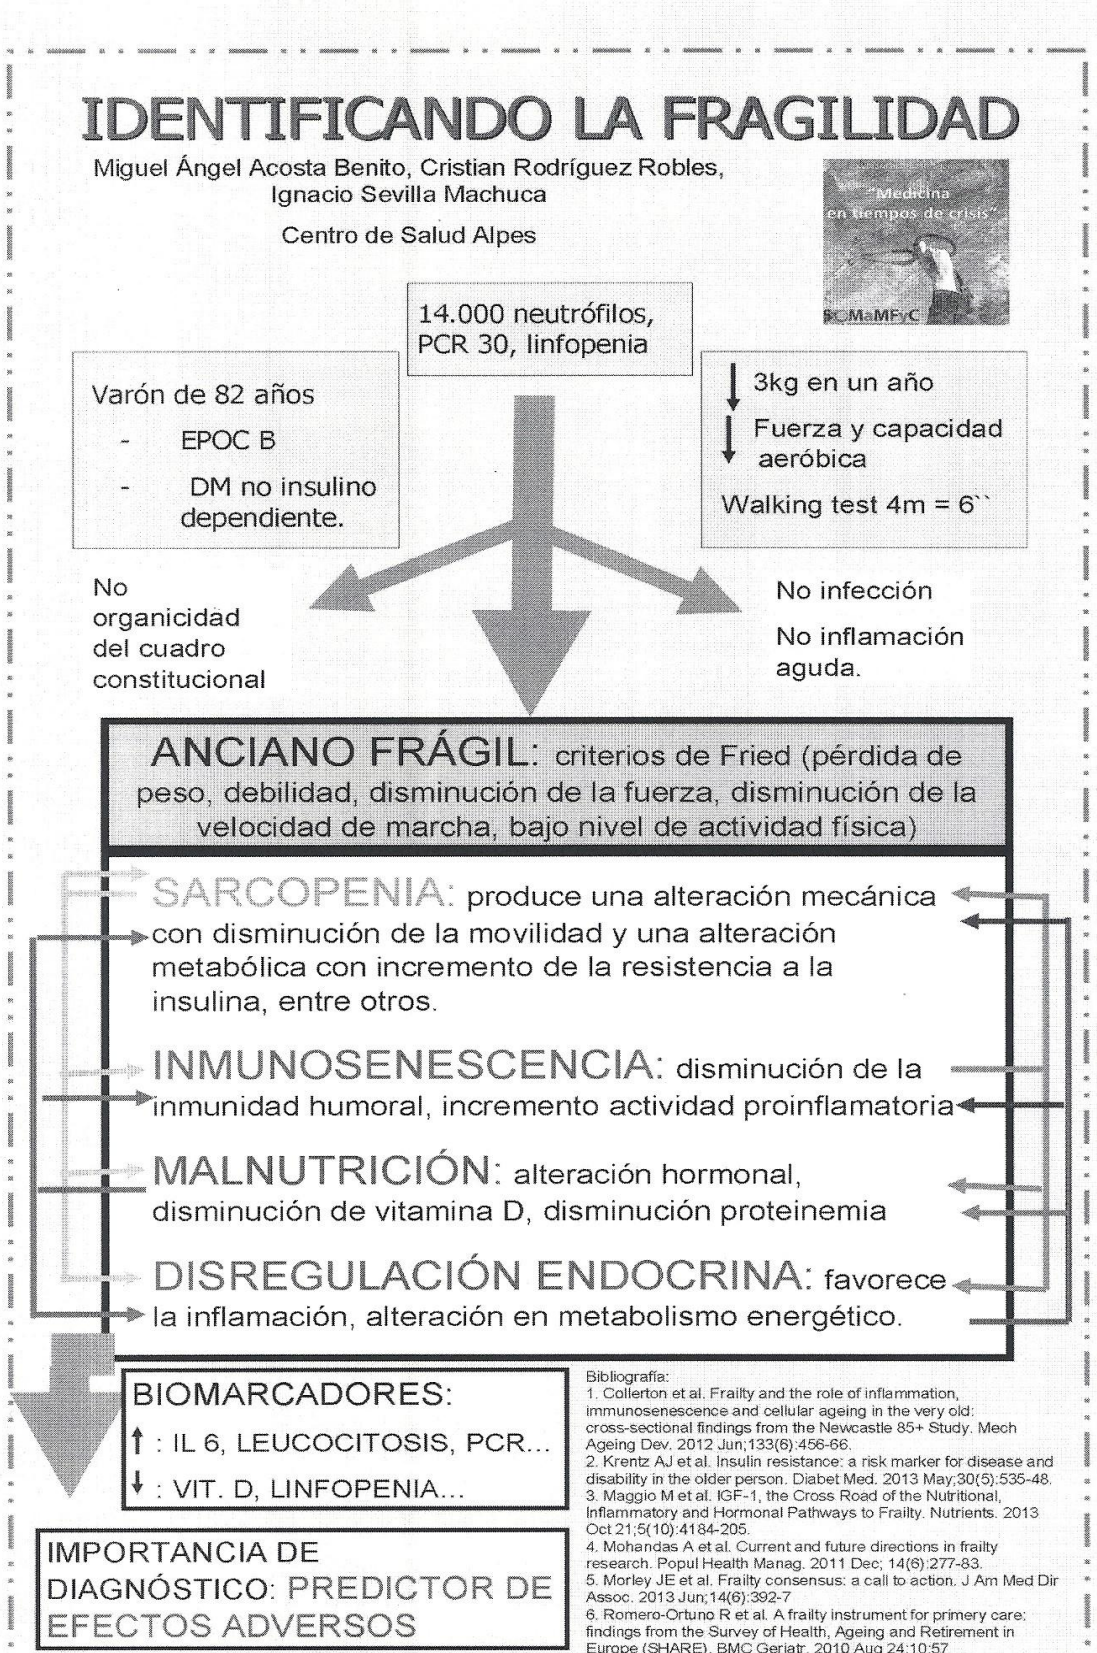 IDENTIFICANDO LA FRAGILIDAD
Miguel Ángel Acosta Benito, Cristian Rodríguez Robles,
Ignacio Sevilla Machuca
Centro de Salud Alpes
"Medicina
en tiempos de crisis"
SoMaMFyC
14.000 neutrófilos,
PCR 30, linfopenia
Varón de 82 años
- EPOC B
- DM no insulino
dependiente.
3kg en un año
Fuerza y capacidad
aeróbica
Walking test 4m = 6``
No
organicidad
del cuadro
constitucional
No infección
No inflamación
aguda.
ANCIANO FRÁGIL: criterios de Fried (pérdida de
peso, debilidad, disminución de la fuerza, disminución de la
velocidad de marcha, bajo nivel de actividad física)
SARCOPENIA: produce una alteración mecánica
con disminución de la movilidad y una alteración
metabólica con incremento de la resistencia a la
insulina, entre otros.
INMUNOSENESCENCIA: disminución de la
inmunidad humoral, incremento actividad proinflamatoria
MALNUTRICIÓN: alteración hormonal,
disminución de vitamina D, disminución proteinemia
DISREGULACIÓN ENDOCRINA: favorece
la inflamación, alteración en metabolismo energético.
BIOMARCADORES:
↑ : IL 6, LEUCOCITOSIS, PCR...
↓ : VIT. D, LINFOPENIA...
IMPORTANCIA DE
DIAGNÓSTICO: PREDICTOR DE
EFECTOS ADVERSOS
Bibliografía:
1. Collerton et al. Frailty and the role of inflammation,
immunosenescence and cellular ageing in the very old:
cross-sectional findings from the Newcastle 85+ Study. Mech
Ageing Dev. 2012 Jun;133(6):456-66.
2. Krentz AJ et al. Insulin resistance: a risk marker for disease and
disability in the older person. Diabet Med. 2013 May;30(5):535-48.
3. Maggio M et al. IGF-1, the Cross Road of the Nutritional,
Inflammatory and Hormonal Pathways to Frailty. Nutrients. 2013
Oct 21;5(10):4184-205.
4. Mohandas A et al. Current and future directions in frailty
research. Popul Health Manag. 2011 Dec; 14(6):277-83.
5. Morley JE et al. Frailty consensus: a call to action. J Am Med Dir
Assoc. 2013 Jun;14(6):392-7
6. Romero-Ortuno R et al. A frailty instrument for primery care:
findings from the Survey of Health, Ageing and Retirement in
Europe (SHARE). BMC Geriatr. 2010 Aug 24;10:57